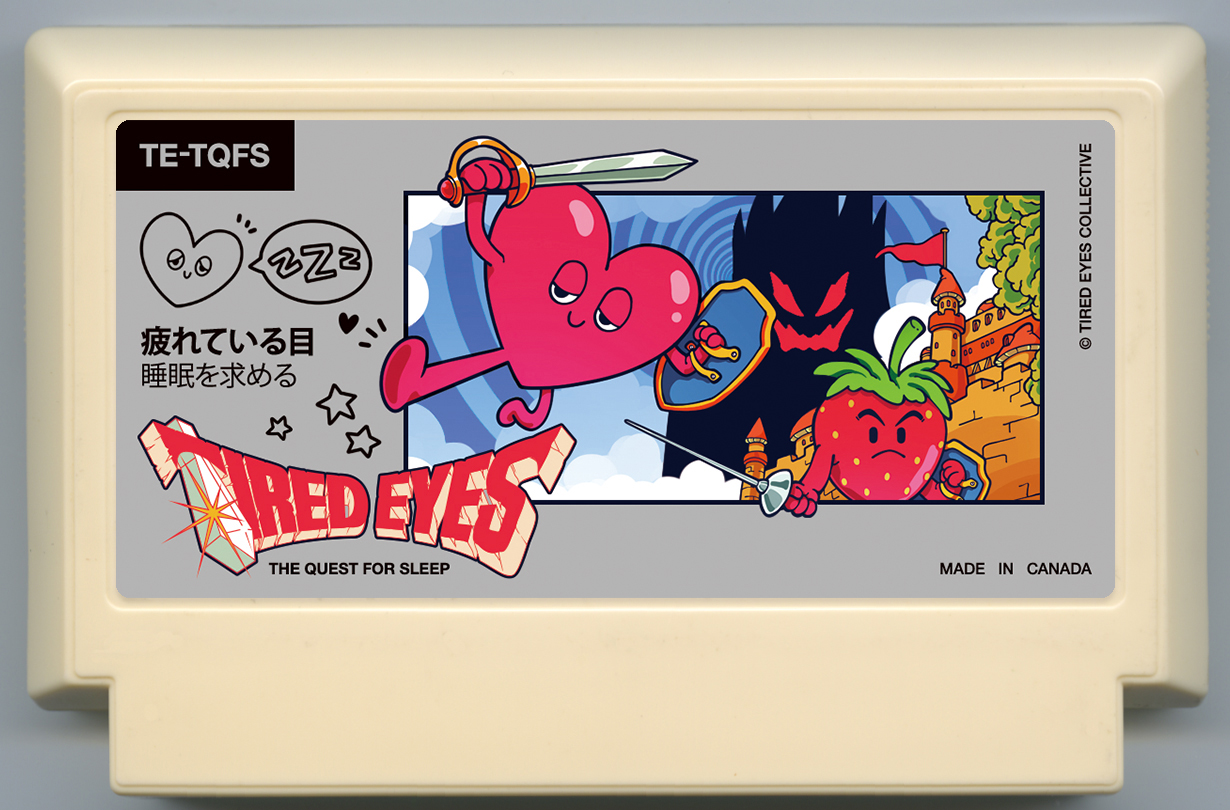 TE-TQFS
zZz
疲れている目
睡眠を求める
TIRED EYES
THE QUEST FOR SLEEP
MADE IN CANADA
© TIRED EYES COLLECTIVE